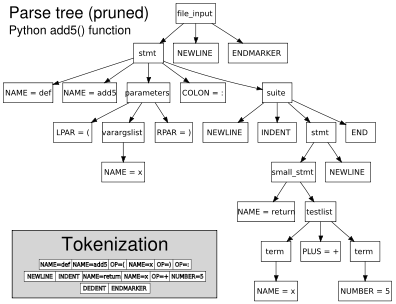 Parse tree (pruned)
Python add5() function
file_input
stmt NEWLINE ENDMARKER
NAME = def NAME = add5 parameters COLON = : suite
LPAR = ( varargslist RPAR = ) NEWLINE INDENT stmt END
NAME = x small_stmt NEWLINE
NAME = return testlist
term PLUS = + term
NAME = x NUMBER = 5
Tokenization
NAME=def NAME=add5 OP=( NAME=x OP=) OP=:
NEWLINE INDENT NAME=return NAME=x OP=+ NUMBER=5
DEDENT ENDMARKER